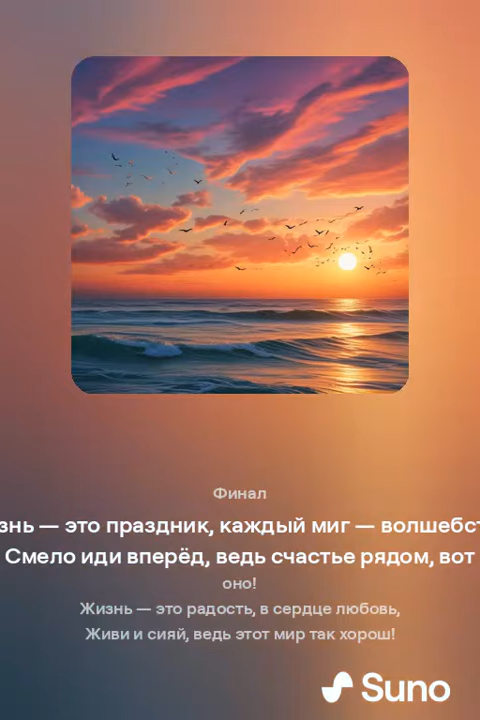 Финал
знь — это праздник, каждый миг — волшебст
Смело иди вперёд, ведь счастье рядом, вот
оно!
Жизнь — это радость, в сердце любовь,
Живи и сияй, ведь этот мир так хорош!
Suno